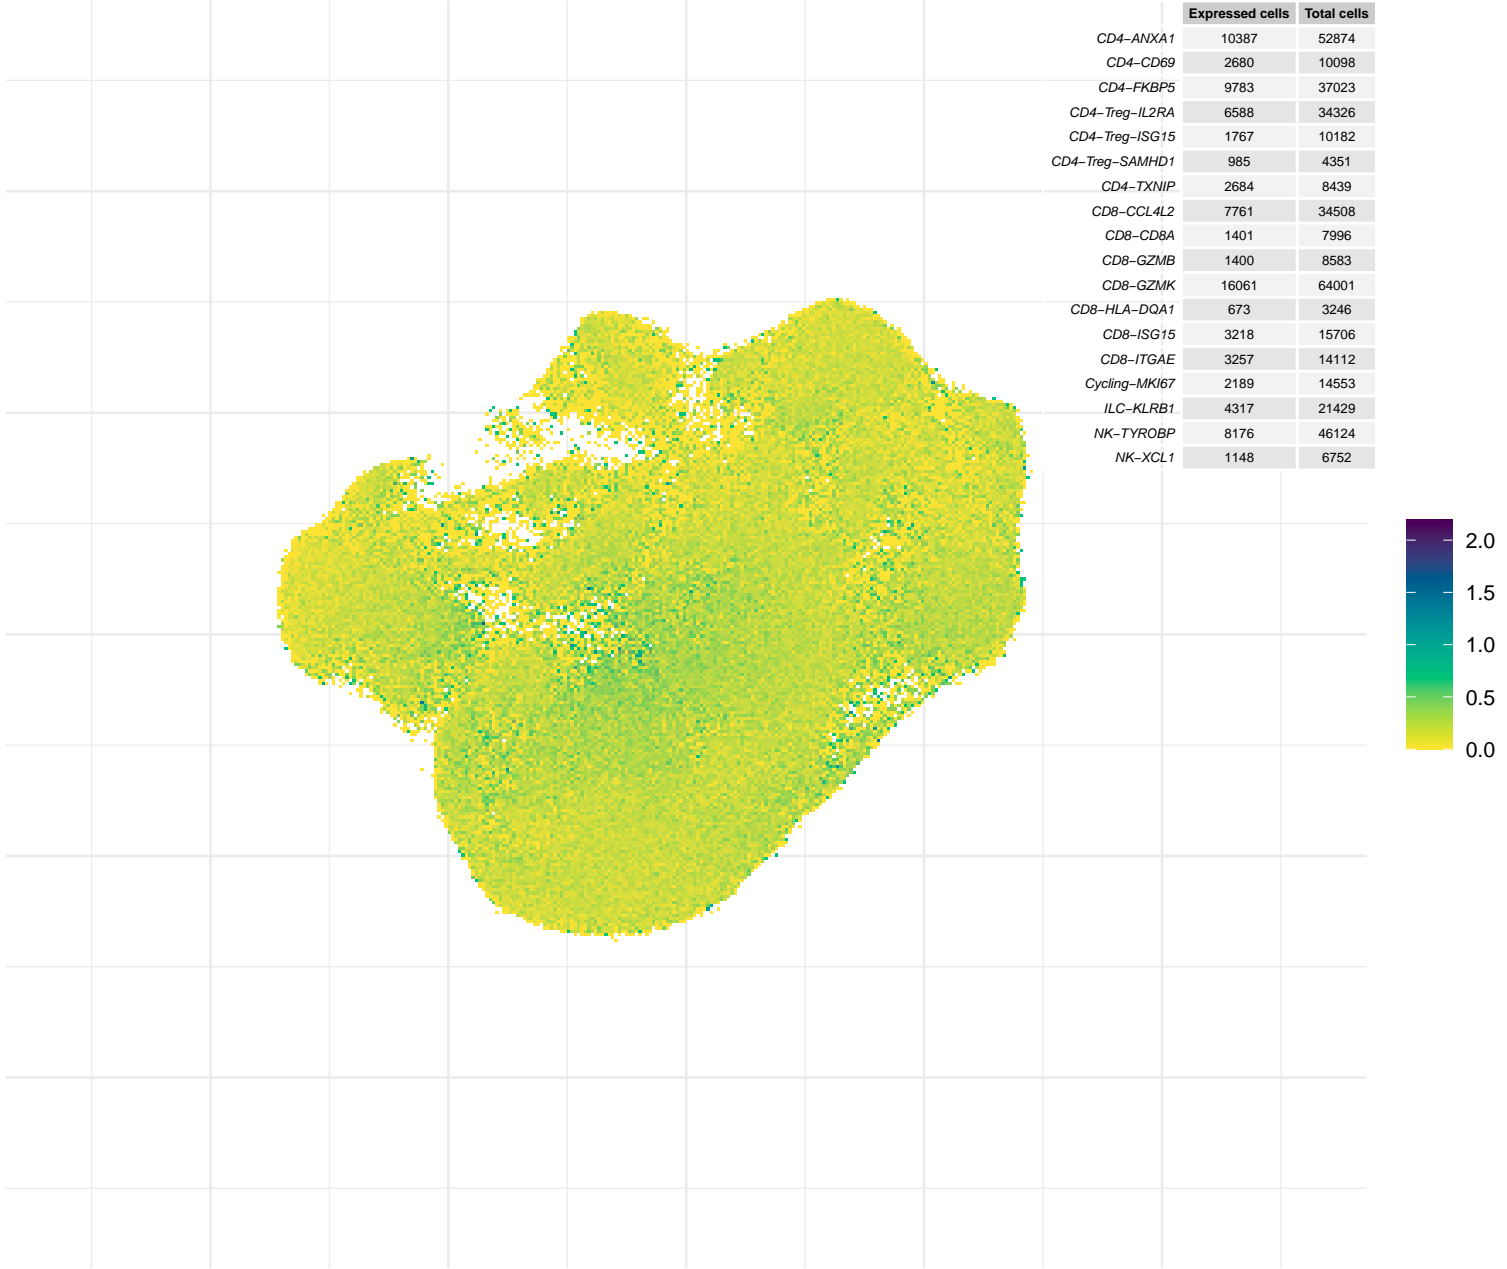 Expressed cells Total cells
CD4−ANXA1 10387 52874
CD4−CD69 2680 10098
CD4−FKBP5 9783 37023
CD4−Treg−IL2RA 6588 34326
CD4−Treg−ISG15 1767 10182
CD4−Treg−SAMHD1 985 4351
CD4−TXNIP 2684 8439
CD8−CCL4L2 7761 34508
CD8−CD8A 1401 7996
CD8−GZMB 1400 8583
CD8−GZMK 16061 64001
CD8−HLA−DQA1 673 3246
CD8−ISG15 3218 15706
CD8−ITGAE 3257 14112
Cycling−MKI67 2189 14553
ILC−KLRB1 4317 21429
NK−TYROBP 8176 46124
NK−XCL1 1148 6752
2.0
1.5
1.0
0.5
0.0